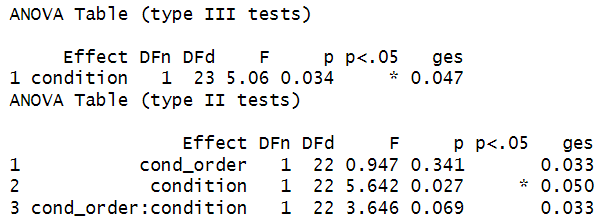 ANOVA Table (type III tests)
Effect DFn DFd F p p<.05 ges
1 condition 1 23 5.06 0.034 * 0.047
ANOVA Table (type II tests)
Effect DFn DFd F p p<.05 ges
1 cond_order 1 22 0.947 0.341 0.033
2 condition 1 22 5.642 0.027 * 0.050
3 cond_order:condition 1 22 3.646 0.069 0.033